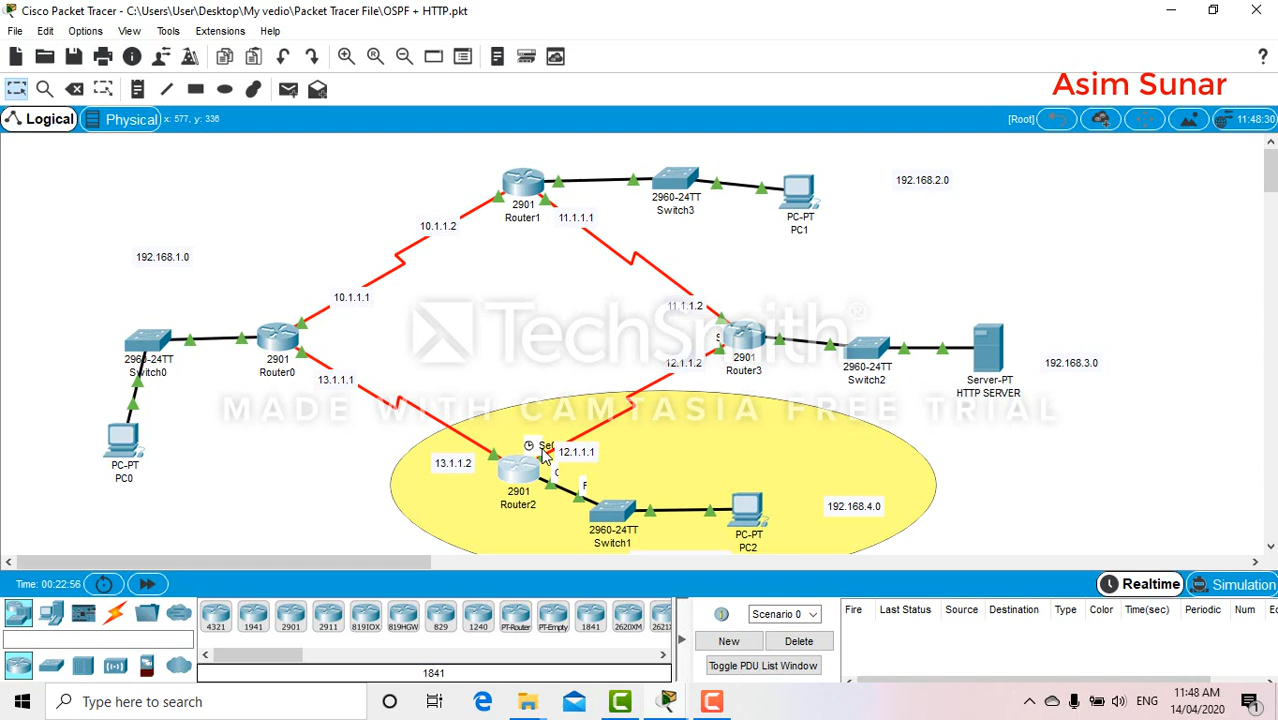 Cisco Packet Tracer - C:\Users\User\Desktop\My vedio\Packet Tracer File\OSPF + HTTP.pkt
File Edit Options View Tools Extensions Help
Asim Sunar
Logical Physical x: 577, y: 336 [Root] 11:48:30
2901
Router1
2960-24TT
Switch3
PC-PT
PC1
192.168.2.0
10.1.1.2
11.1.1.1
192.168.1.0
10.1.1.1
11.1.1.2
TechSmith®
MADE WITH CAMTASIA FREE TRIAL
2960-24TT
Switch0
2901
Router0
2901
Router3
2960-24TT
Switch2
Server-PT
HTTP SERVER
192.168.3.0
13.1.1.1
12.1.1.2
PC-PT
PC0
13.1.1.2
12.1.1.1
2901
Router2
2960-24TT
Switch1
PC-PT
PC2
192.168.4.0
Time: 00:22:56 Realtime Simulation
4321 1941 2901 2911 819IOX 819HGW 829 1240 PT-Router PT-Empty 1841 2620XM
1841
Scenario 0
New Delete
Toggle PDU List Window
Fire Last Status Source Destination Type Color Time(sec) Periodic Num
Type here to search
ENG
11:48 AM
14/04/2020
1